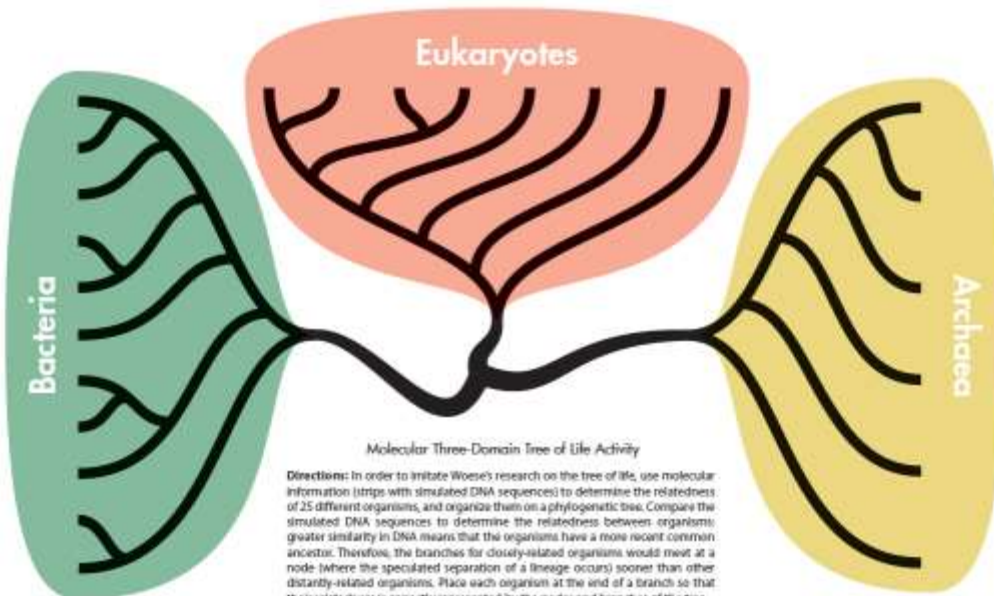 Eukaryotes
Bacteria
Archaea
Molecular Three-Domain Tree of Life Activity
Directions: In order to imitate Woese's research on the tree of life, use molecular
information (strips with simulated DNA sequences) to determine the relatedness
of 25 different organisms, and organize them on a phylogenetic tree. Compare the
simulated DNA sequences to determine the relatedness between organisms:
greater similarity in DNA means that the organisms have a more recent common
ancestor. Therefore, the branches for closely-related organisms would meet at a
node (where the speculated separation of a lineage occurs) sooner than other
distantly-related organisms. Place each organism at the end of a branch so that